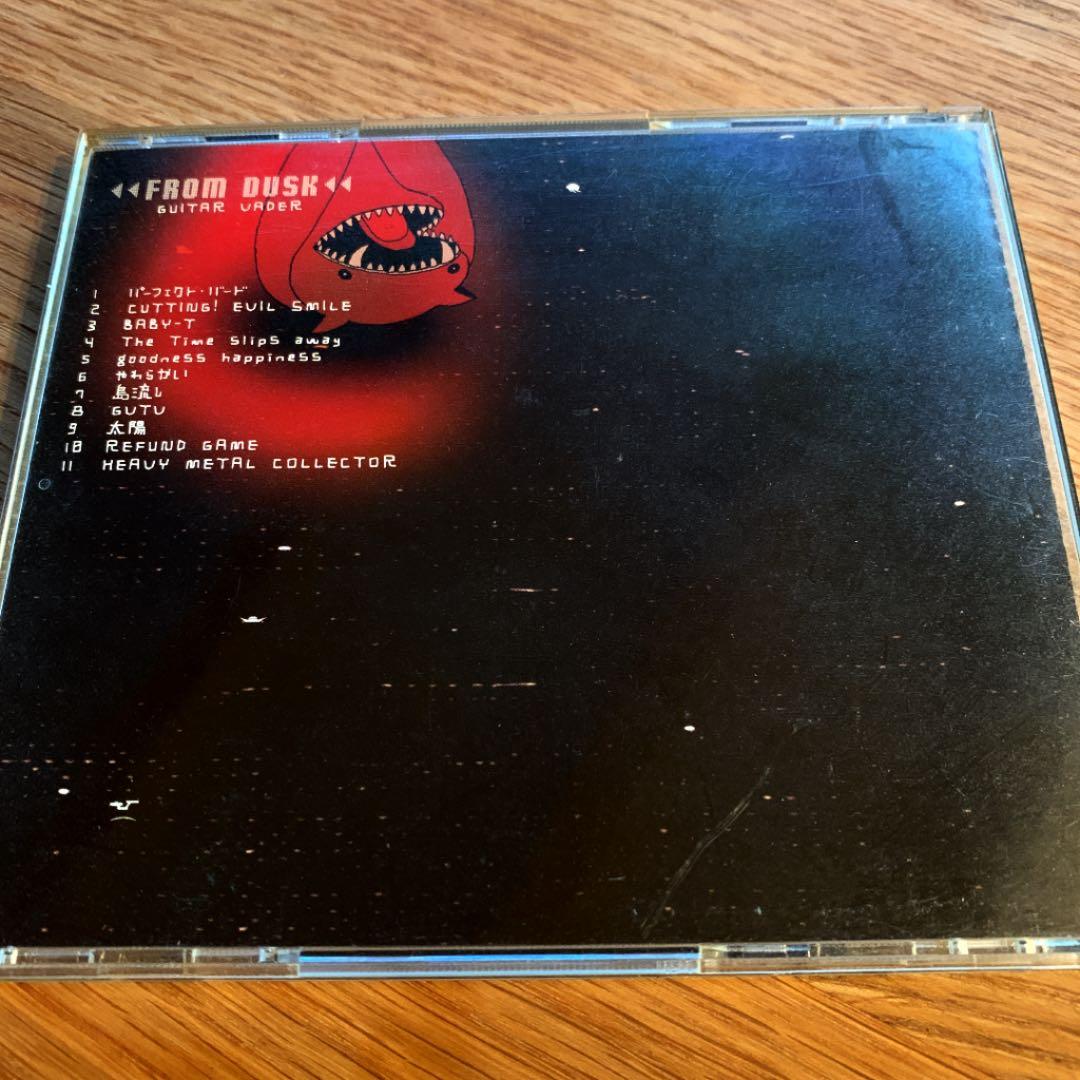 FROM DUSK
GUITAR VADER
1 パーフェクト・バード
2 CUTTING! EVIL SMILE
3 BABY-T
4 The Time slips away
5 goodness happiness
6 やわらかい
7 島流し
8 GUTU
9 太陽
10 REFUND GAME
11 HEAVY METAL COLLECTOR